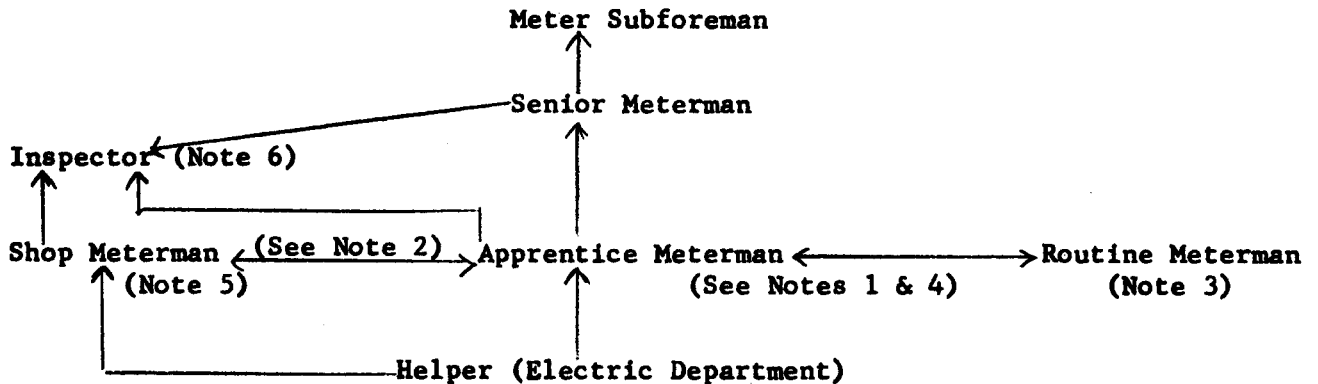 Meter Subforeman
Senior Meterman
Inspector (Note 6)
Shop Meterman (See Note 2) Apprentice Meterman Routine Meterman
(Note 5) (See Notes 1 & 4) (Note 3)
Helper (Electric Department)